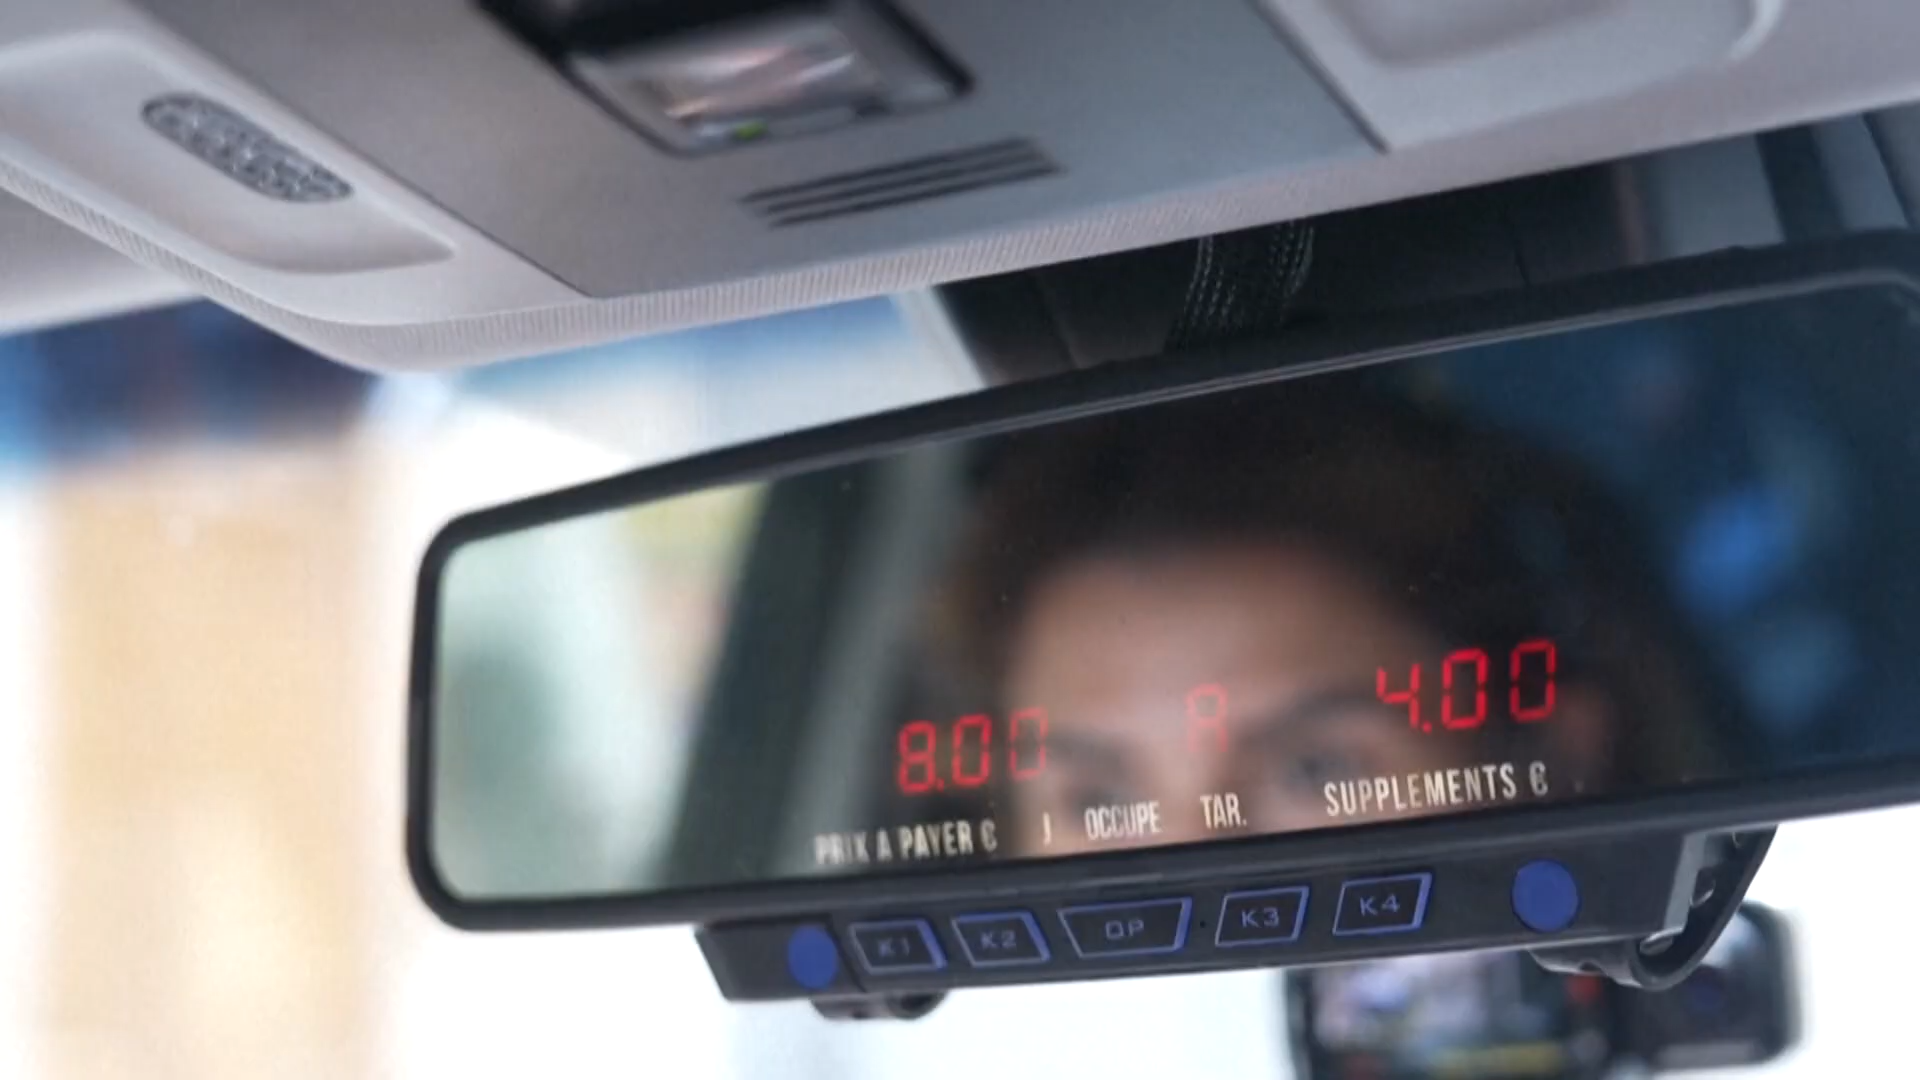 8.00 A 4.00
PRIX A PAYER € OCCUPE TAR. SUPPLEMENTS €
K1 K2 OP K3 K4